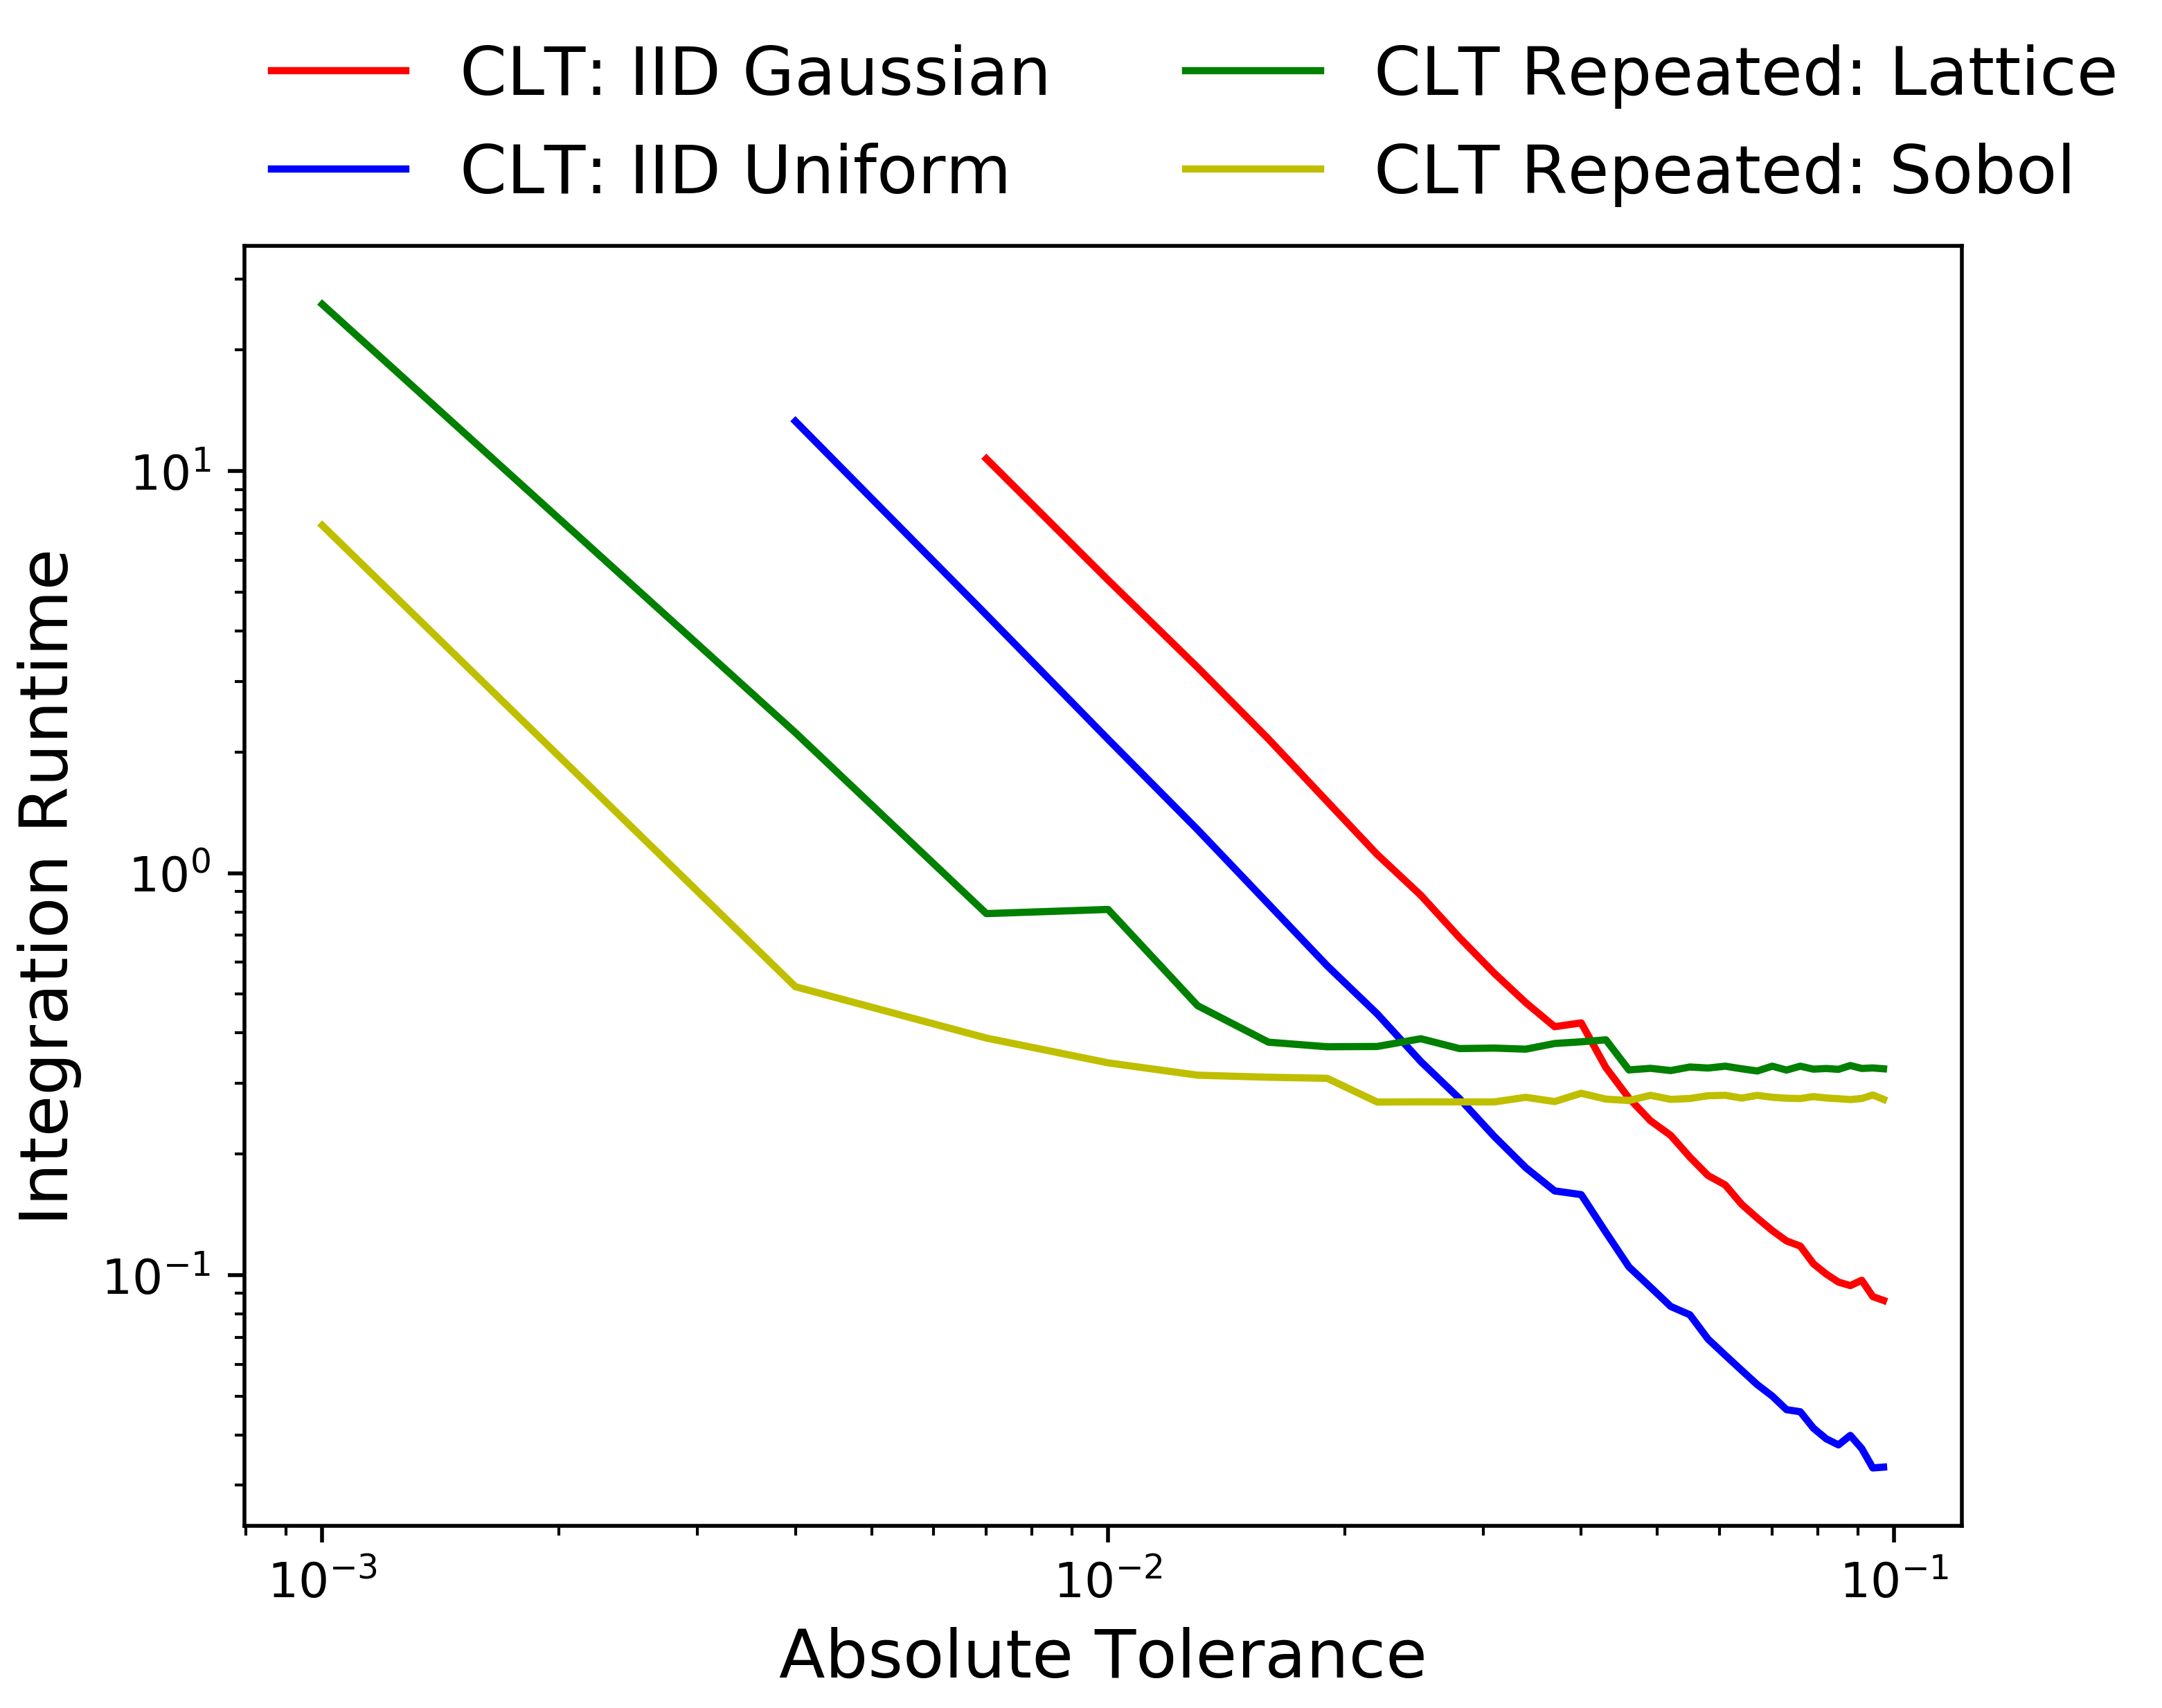 CLT: IID Gaussian
CLT: IID Uniform
CLT Repeated: Lattice
CLT Repeated: Sobol
Integration Runtime
10¹
10⁰
10⁻¹
10⁻³
10⁻²
10⁻¹
Absolute Tolerance